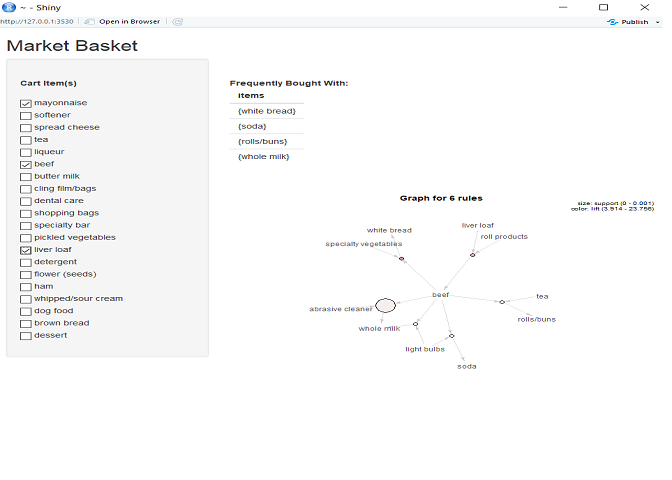 ~ - Shiny
http://127.0.0.1:3530
Open in Browser
Publish
Market Basket
Cart Item(s)
mayonnaise
softener
spread cheese
tea
liqueur
beef
butter milk
cling film/bags
dental care
shopping bags
specialty bar
pickled vegetables
liver loaf
detergent
flower (seeds)
ham
whipped/sour cream
dog food
brown bread
dessert
Frequently Bought With:
items
{white bread}
{soda}
{rolls/buns}
{whole milk}
Graph for 6 rules
size: support (0 - 0.001)
color: lift (3.914 - 23.756)
white bread
liver loaf
specialty vegetables
roll products
beef
tea
abrasive cleaner
rolls/buns
whole milk
light bulbs
soda